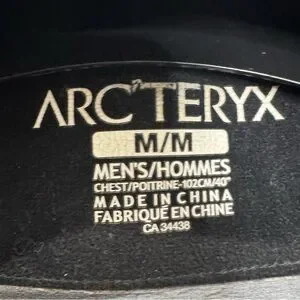 ARC'TERYX
M/M
MEN'S/HOMMES
CHEST/POITRINE-102CM/40"
MADE IN CHINA
FABRIQUÉ EN CHINE
CA 34438